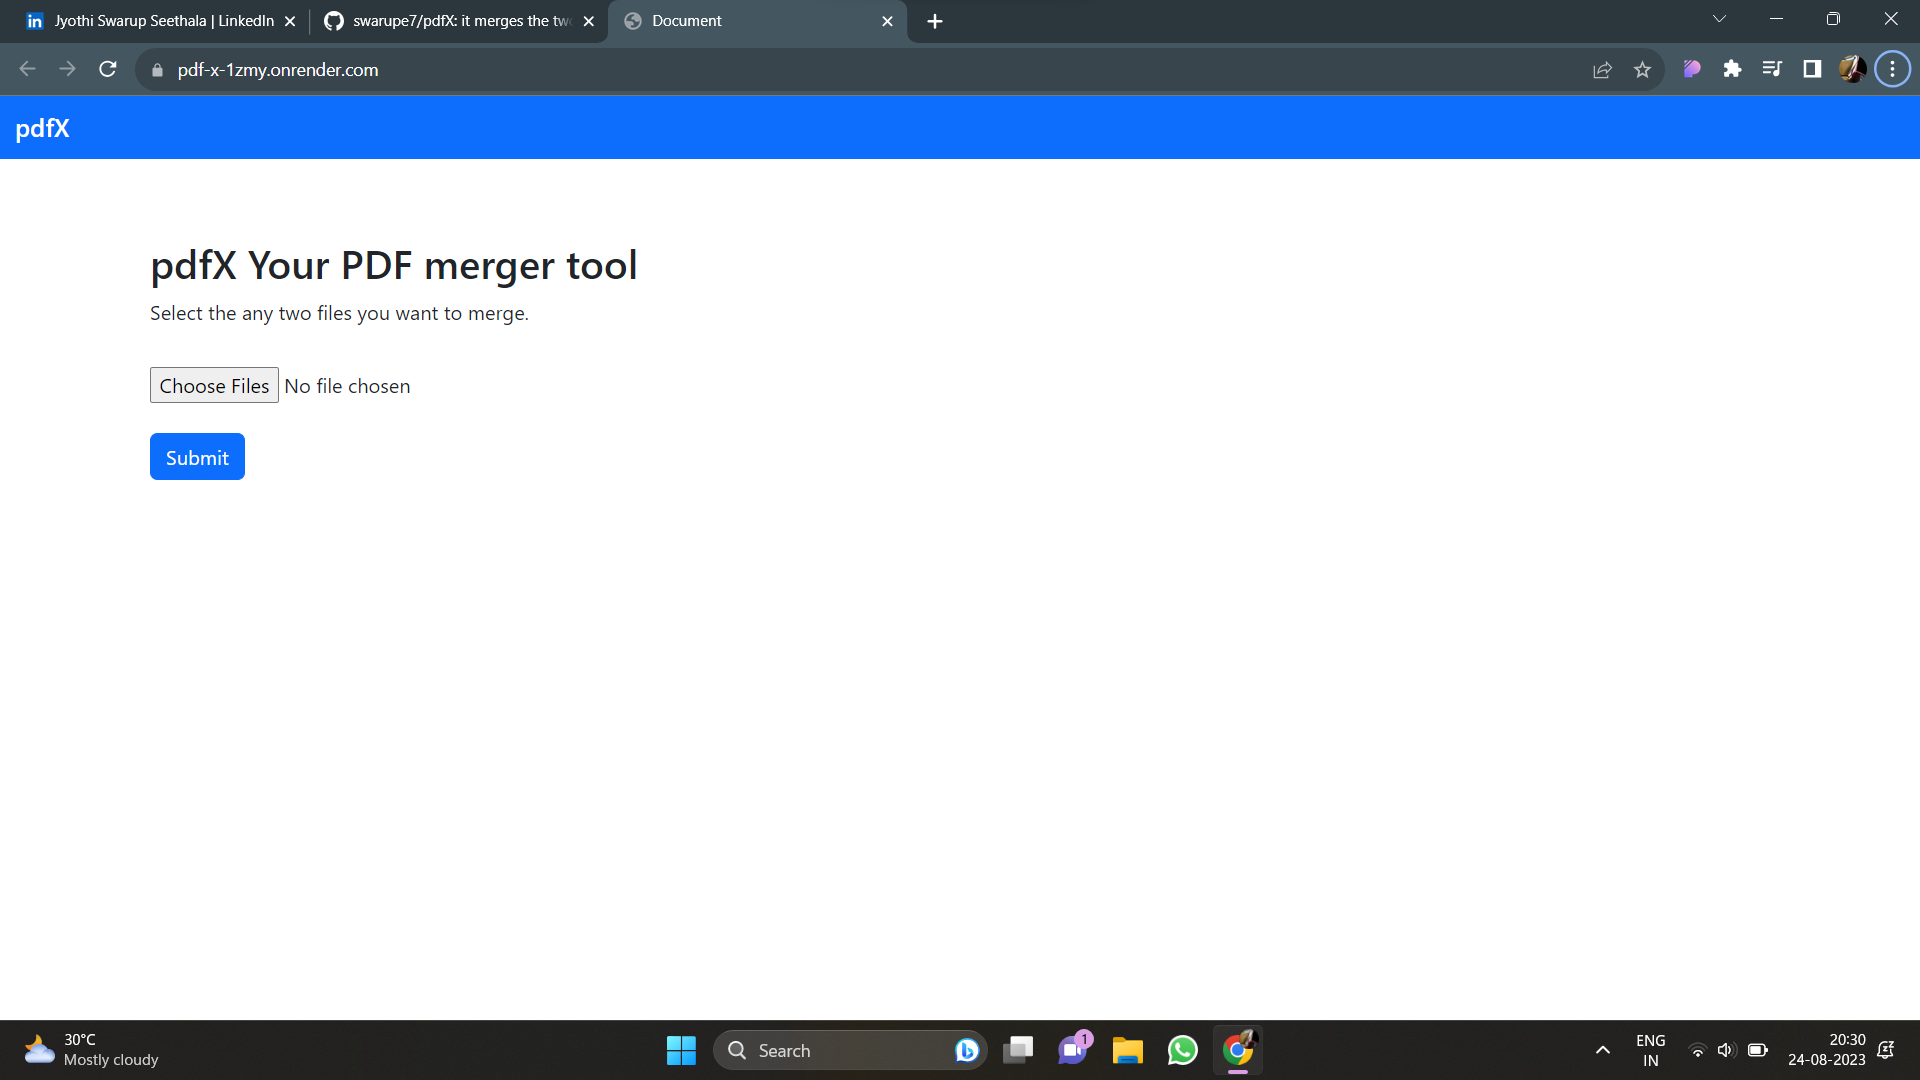 Jyothi Swarup Seethala | LinkedIn
swarupe7/pdfX: it merges the
Document
pdf-x-1zmy.onrender.com
pdfX
pdfX Your PDF merger tool
Select the any two files you want to merge.
Choose Files No file chosen
Submit
30°C
Mostly cloudy
Search
1
ENG
IN
20:30
24-08-2023